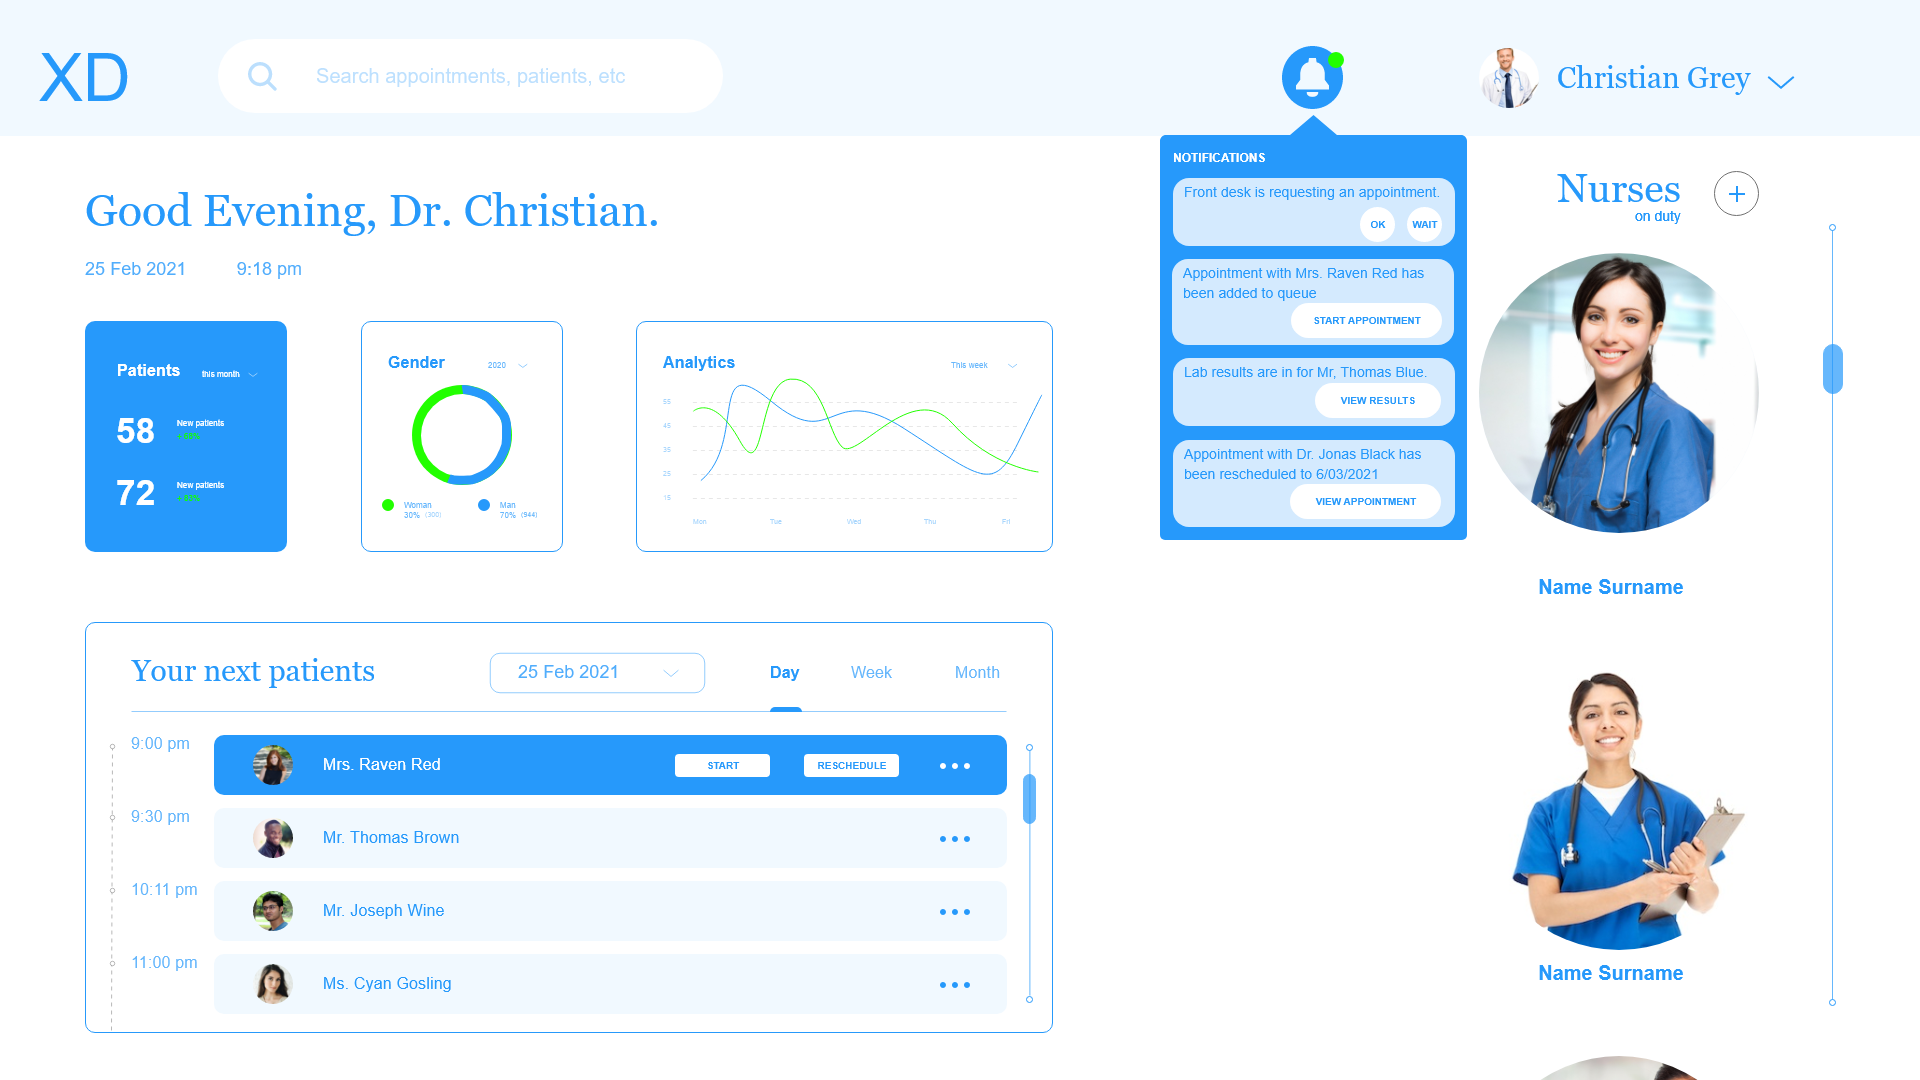 XD
Search appointments, patients, etc
Christian Grey
Good Evening, Dr. Christian.
25 Feb 2021
9:18 pm
Patients
this month
58
New patients
72
New patients
Gender
2020
Woman
30% (300)
Man
70% (944)
Analytics
This week
55
45
35
25
15
Mon
Tue
Wed
Thu
Fri
NOTIFICATIONS
Front desk is requesting an appointment.
OK
WAIT
Appointment with Mrs. Raven Red has
been added to queue
START APPOINTMENT
Lab results are in for Mr, Thomas Blue.
VIEW RESULTS
Appointment with Dr. Jonas Black has
been rescheduled to 6/03/2021
VIEW APPOINTMENT
Nurses
on duty
Name Surname
Name Surname
Your next patients
25 Feb 2021
Day
Week
Month
9:00 pm
Mrs. Raven Red
START
RESCHEDULE
9:30 pm
Mr. Thomas Brown
10:11 pm
Mr. Joseph Wine
11:00 pm
Ms. Cyan Gosling